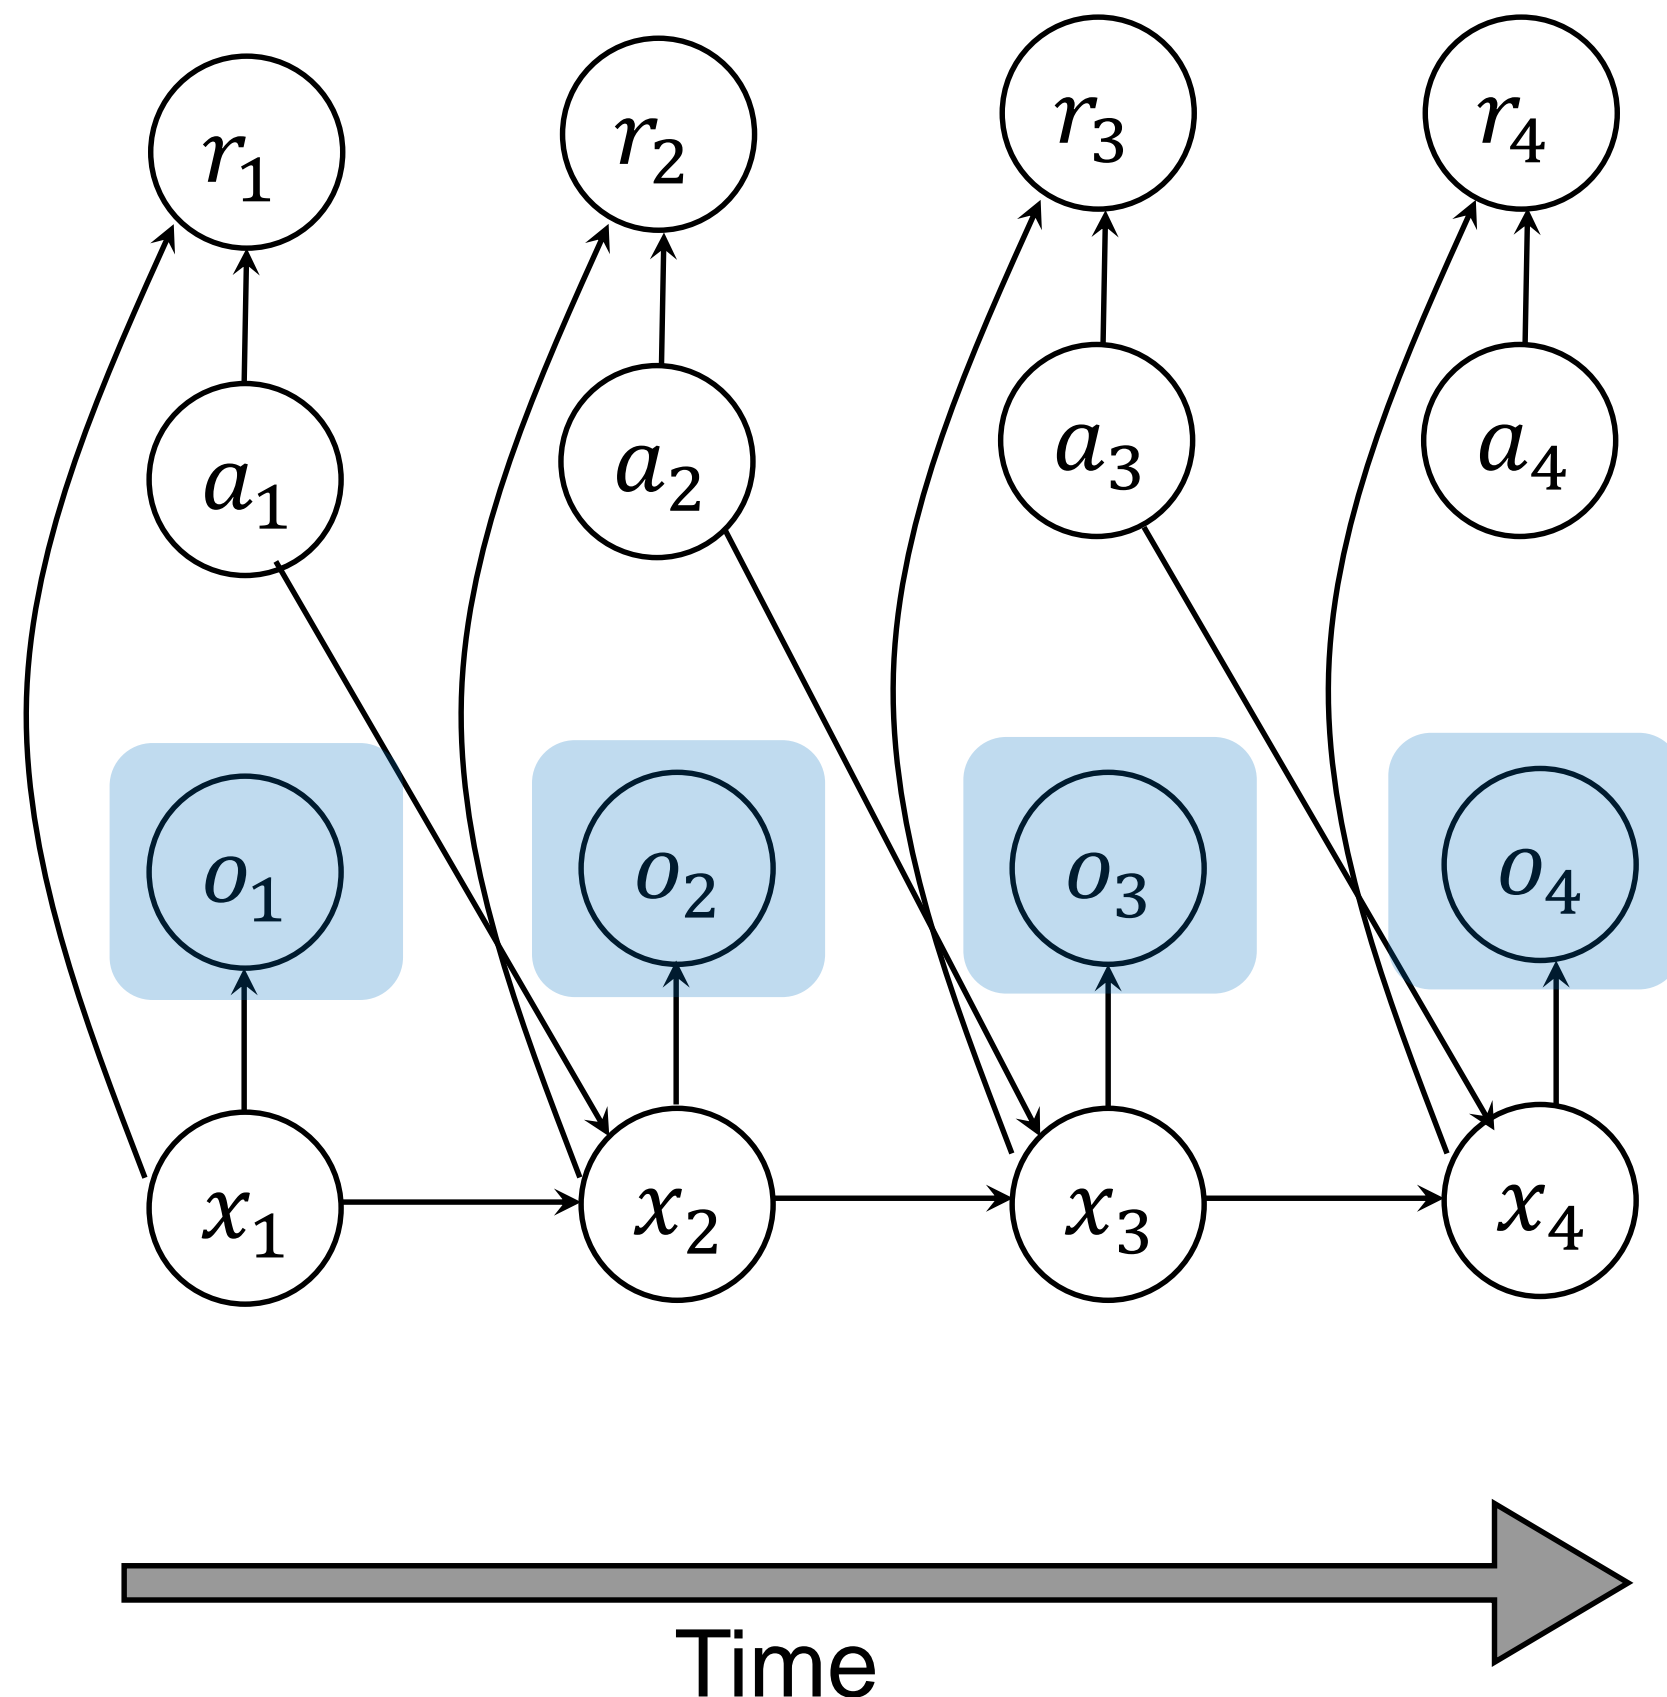 r₁ r₂ r₃ r₄
a₁ a₂ a₃ a₄
o₁ o₂ o₃ o₄
x₁ x₂ x₃ x₄
Time